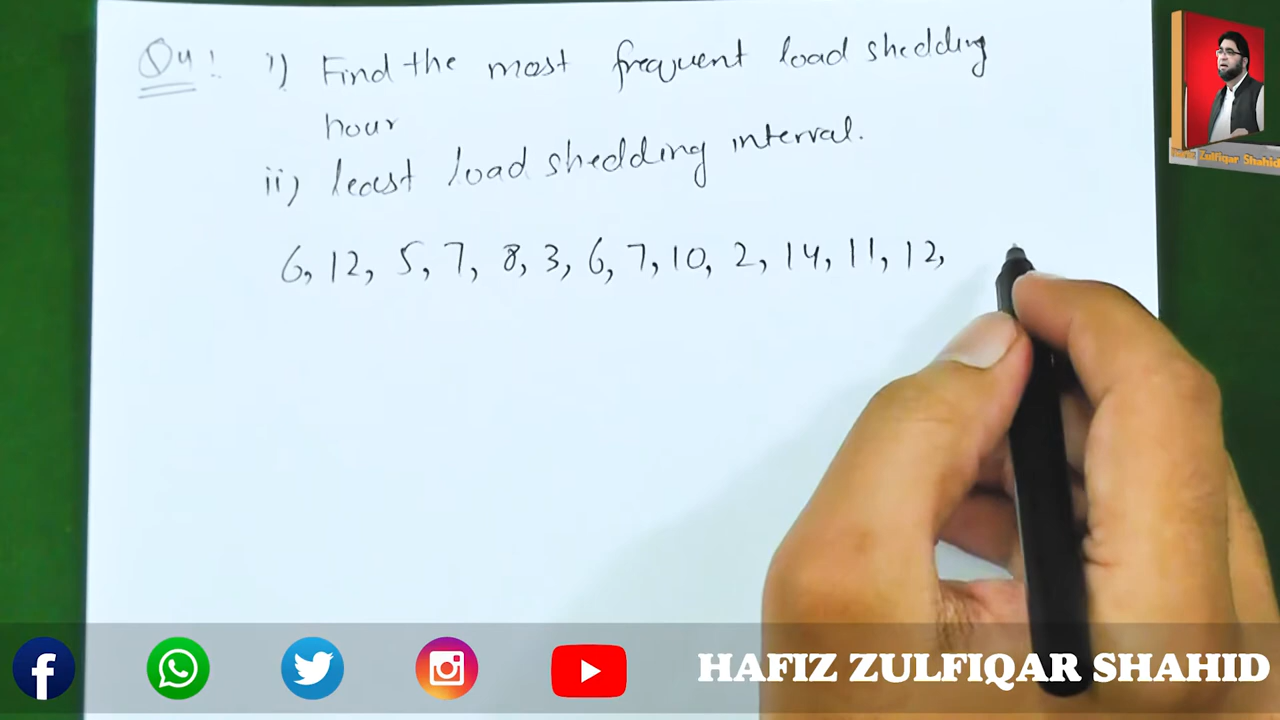 Q4! i) Find the most frequent load shedding
hour
ii) least load shedding interval.
6, 12, 5, 7, 8, 3, 6, 7, 10, 2, 14, 11, 12,
Hafiz Zulfiqar Shahid
HAFIZ ZULFIQAR SHAHID